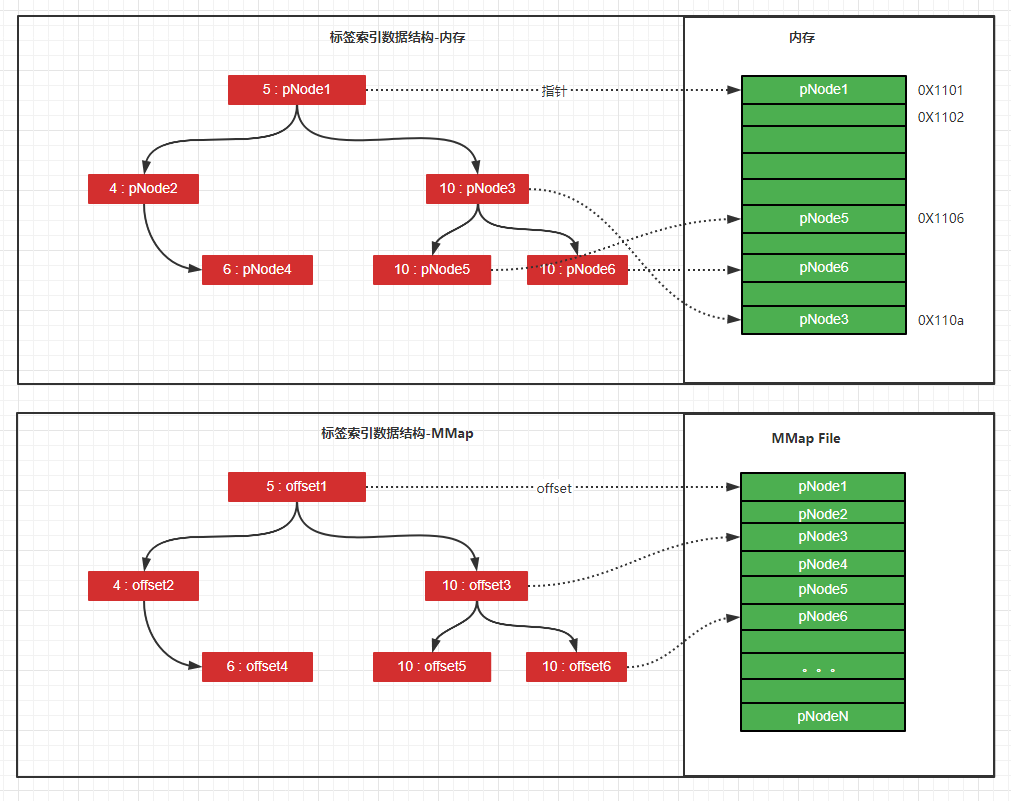 标签索引数据结构-内存
内存
5 : pNode1
指针
pNode1
0X1101
0X1102
4 : pNode2
10 : pNode3
pNode5
0X1106
6 : pNode4
10 : pNode5
10 : pNode6
pNode6
pNode3
0X110a
标签索引数据结构-MMap
MMap File
5 : offset1
offset
pNode1
pNode2
pNode3
4 : offset2
10 : offset3
pNode4
pNode5
pNode6
6 : offset4
10 : offset5
10 : offset6
。。。
pNodeN